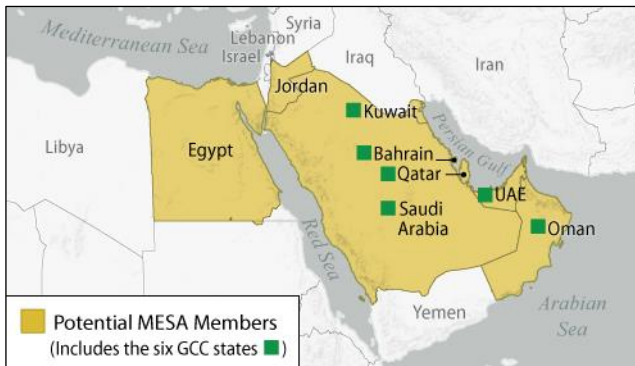 Mediterranean Sea
Lebanon
Syria
Israel
Iraq
Iran
Jordan
Kuwait
Libya
Egypt
Persian Gulf
Bahrain
Qatar
UAE
Saudi
Arabia
Oman
Red Sea
Yemen
Arabian
Sea
Potential MESA Members
(Includes the six GCC states )